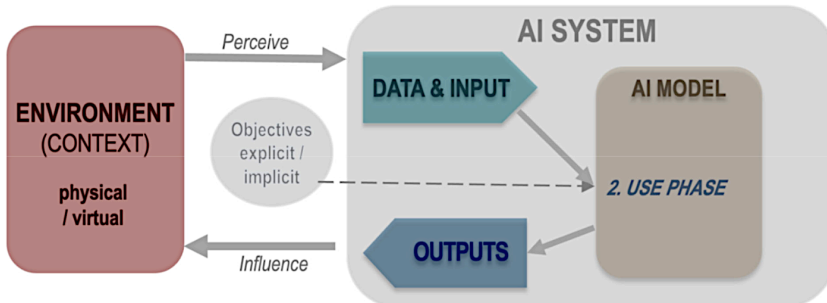 AI SYSTEM
Perceive
DATA & INPUT
AI MODEL
ENVIRONMENT
(CONTEXT)
physical
/ virtual
Objectives
explicit /
implicit
2. USE PHASE
OUTPUTS
Influence